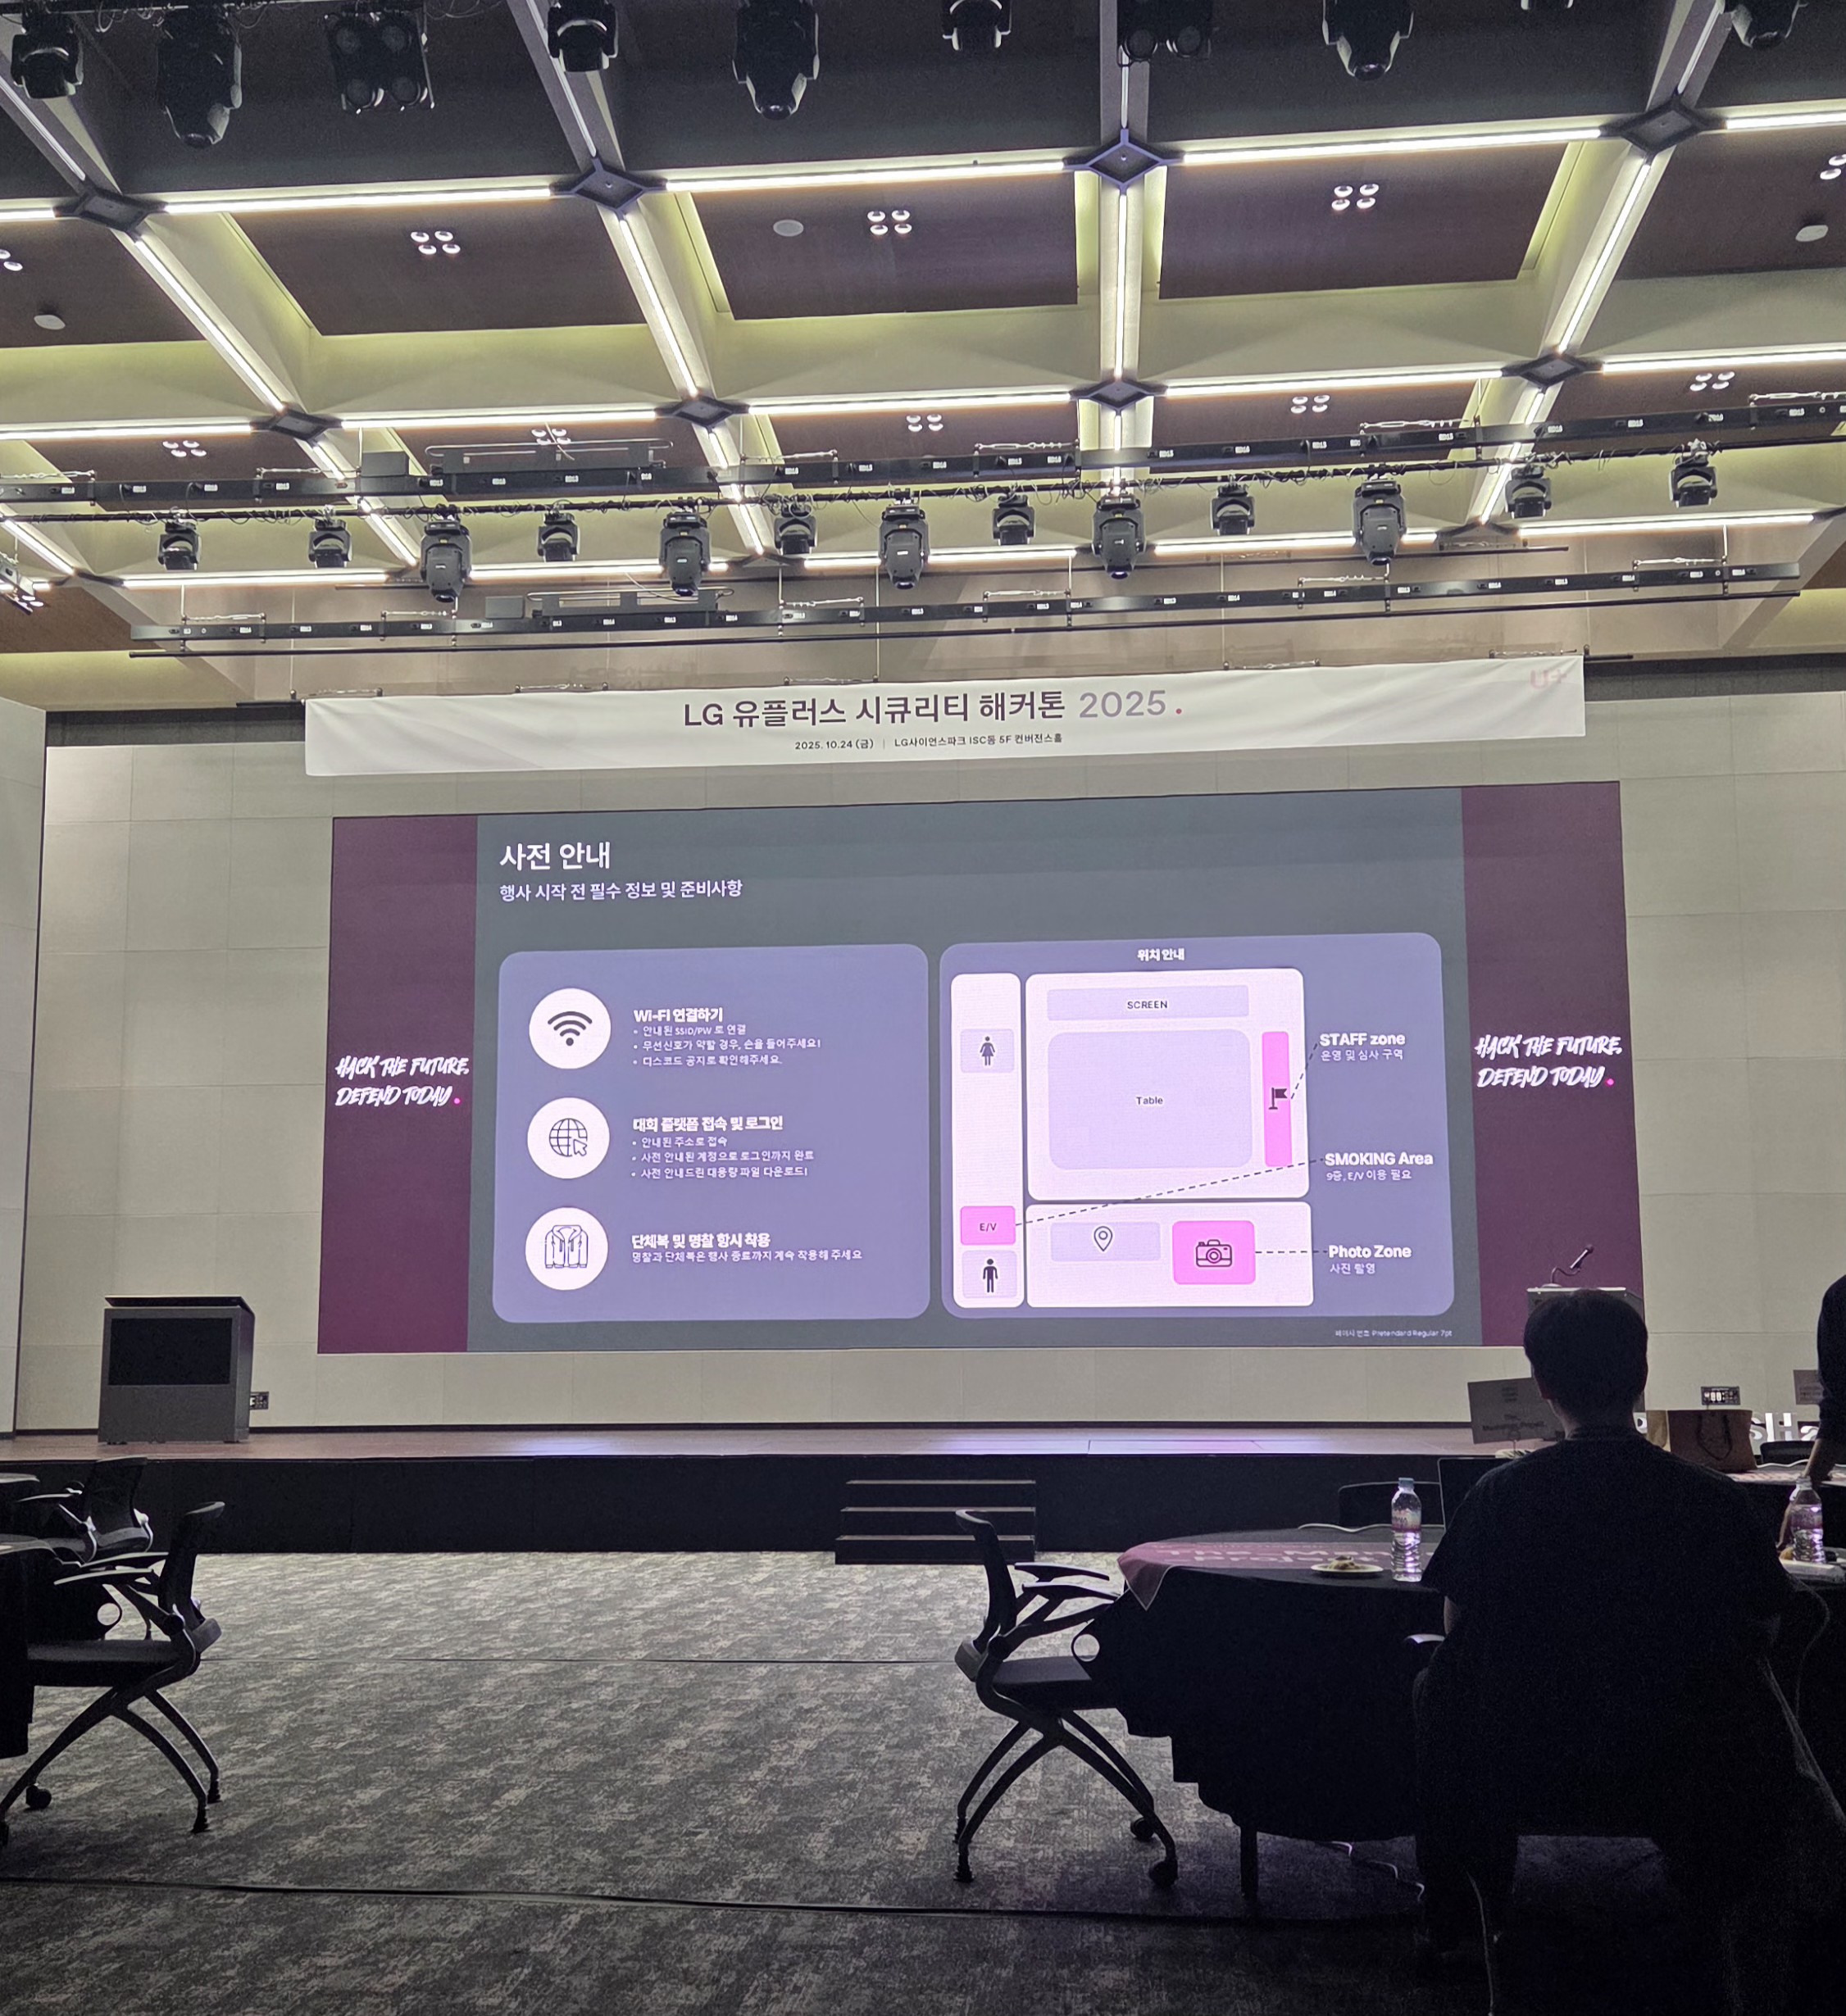 LG 유플러스 시큐리티 해커톤 2025.
2025. 10.24 (금) | LG사이언스파크 ISC동 5F 컨버전스홀
사전 안내
행사 시작 전 필수 정보 및 준비사항
HACK THE FUTURE,
DEFEND TODAY.
Wi-Fi 연결하기
• 안내된 SSID/PW 로 연결
• 무선신호가 약할 경우, 손을 들어주세요!
• 디스코드 공지로 확인해주세요.
대회 플랫폼 접속 및 로그인
• 안내된 주소로 접속
• 사전 안내된 계정으로 로그인까지 완료
• 사전 안내드린 대용량 파일 다운로드!
단체복 및 명찰 항시 착용
명찰과 단체복은 행사 종료까지 계속 착용해 주세요
위치 안내
SCREEN
Table
E/V
STAFF zone
운영 및 심사 구역
SMOKING Area
9층, E/V 이용 필요
Photo Zone
사진 촬영
페이지 번호 Pretendard Regular 7pt
HACK THE FUTURE,
DEFEND TODAY.